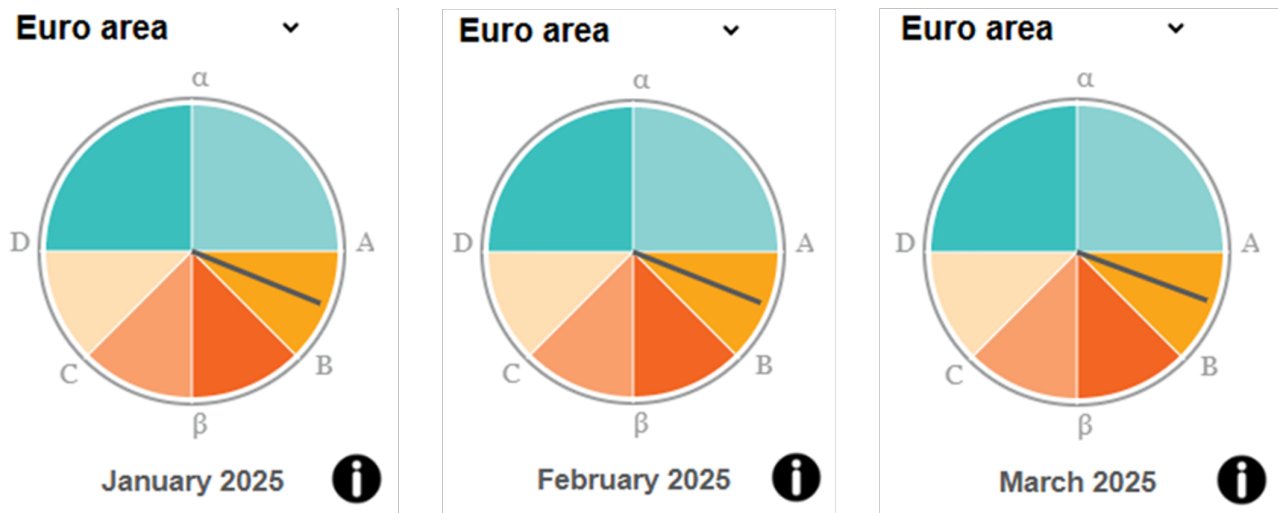 Euro area
α
D
A
C
B
β
January 2025
i
Euro area
α
D
A
C
B
β
February 2025
i
Euro area
α
D
A
C
B
β
March 2025
i